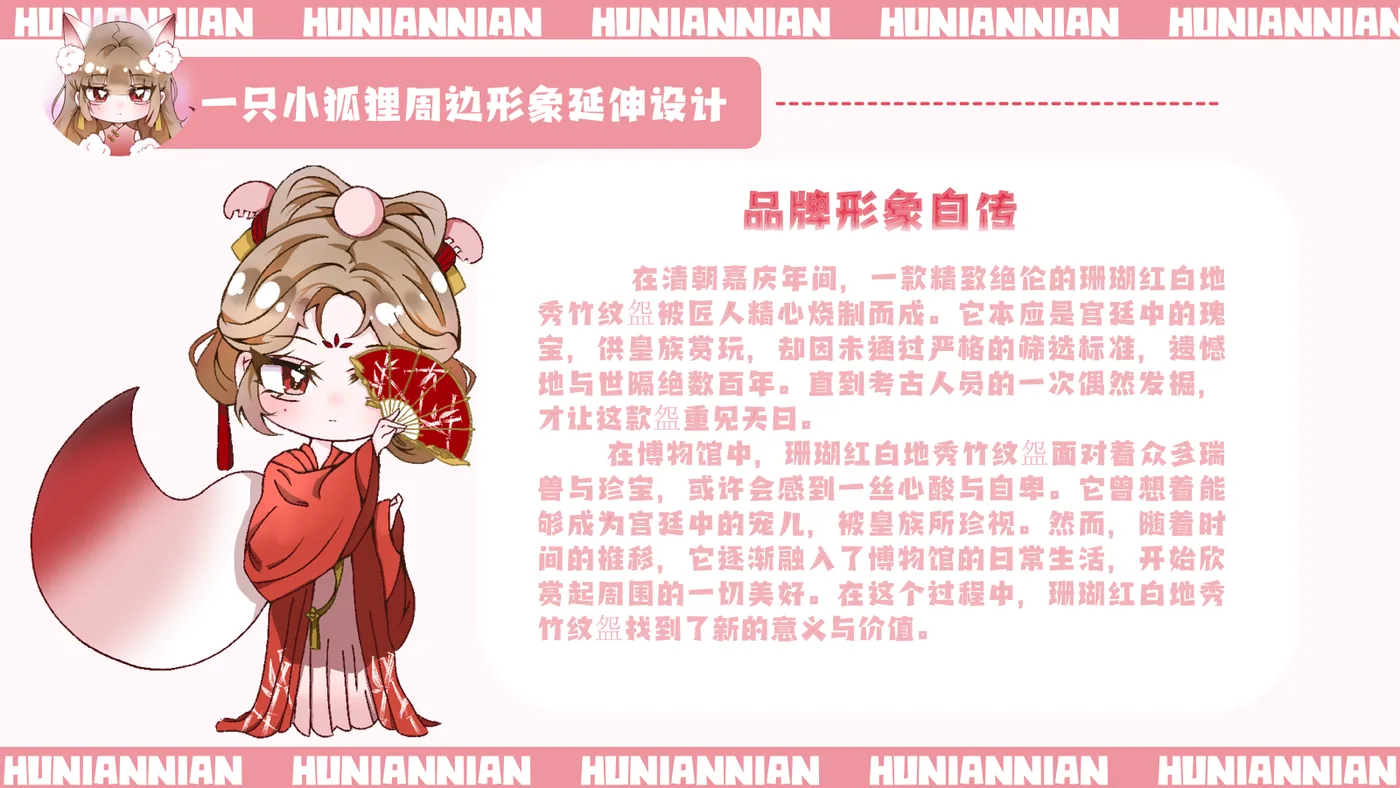 HUNIANNIAN HUNIANNIAN HUNIANNIAN HUNIANNIAN HUNIANNIAN
一只小狐狸周边形象延伸设计
品牌形象自传
在清朝嘉庆年间，一款精致绝伦的珊瑚红白地
秀竹纹盌被匠人精心烧制而成。它本应是宫廷中的瑰
宝，供皇族赏玩，却因未通过严格的筛选标准，遗憾
地与世隔绝数百年。直到考古人员的一次偶然发掘，
才让这款盌重见天日。
在博物馆中，珊瑚红白地秀竹纹盌面对着众多瑞
兽与珍宝，或许会感到一丝心酸与自卑。它曾想着能
够成为宫廷中的宠儿，被皇族所珍视。然而，随着时
间的推移，它逐渐融入了博物馆的日常生活，开始欣
赏起周围的一切美好。在这个过程中，珊瑚红白地秀
竹纹盌找到了新的意义与价值。
HUNIANNIAN HUNIANNIAN HUNIANNIAN HUNIANNIAN HUNIANNIAN